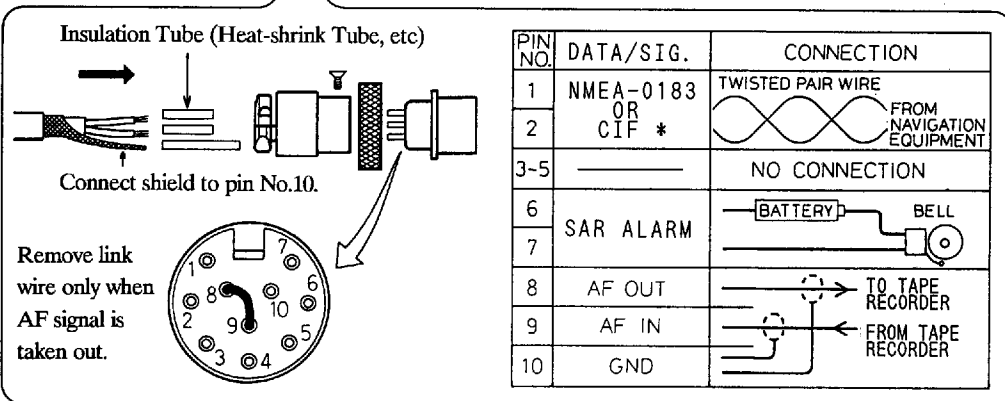 Insulation Tube (Heat-shrink Tube, etc)
Connect shield to pin No.10.
Remove link
wire only when
AF signal is
taken out.
1
7
8
6
2
10
9
5
3
4
PIN NO. DATA/SIG. CONNECTION
1
2
NMEA-0183
OR
CIF *
TWISTED PAIR WIRE
FROM
NAVIGATION
EQUIPMENT
3~5 NO CONNECTION
6
7
SAR ALARM
BATTERY BELL
8 AF OUT TO TAPE
RECORDER
9 AF IN FROM TAPE
RECORDER
10 GND